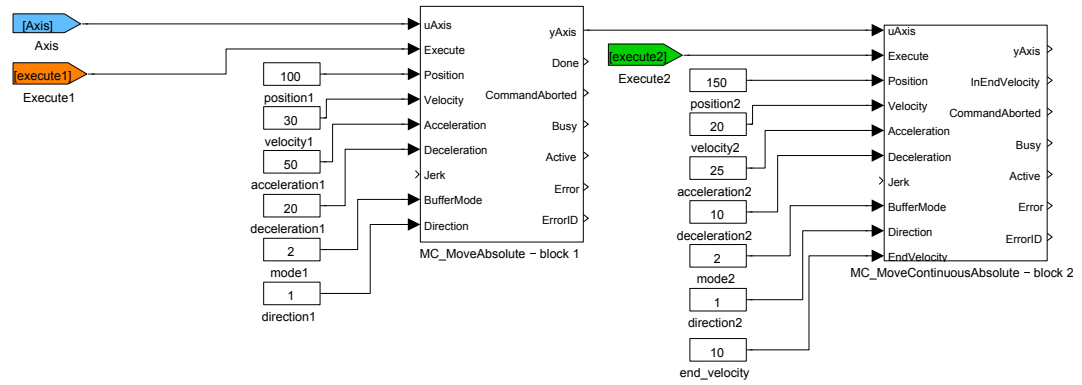 [Axis]
Axis
[execute1]
Execute1
100
position1
30
velocity1
50
acceleration1
20
deceleration1
2
mode1
1
direction1
uAxis
Execute
Position
Velocity
Acceleration
Deceleration
Jerk
BufferMode
Direction
yAxis
Done
CommandAborted
Busy
Active
Error
ErrorID
MC_MoveAbsolute − block 1
[execute2]
Execute2
150
position2
20
velocity2
25
acceleration2
10
deceleration2
2
mode2
1
direction2
10
end_velocity
uAxis
Execute
Position
Velocity
Acceleration
Deceleration
Jerk
BufferMode
Direction
EndVelocity
yAxis
InEndVelocity
CommandAborted
Busy
Active
Error
ErrorID
MC_MoveContinuousAbsolute − block 2